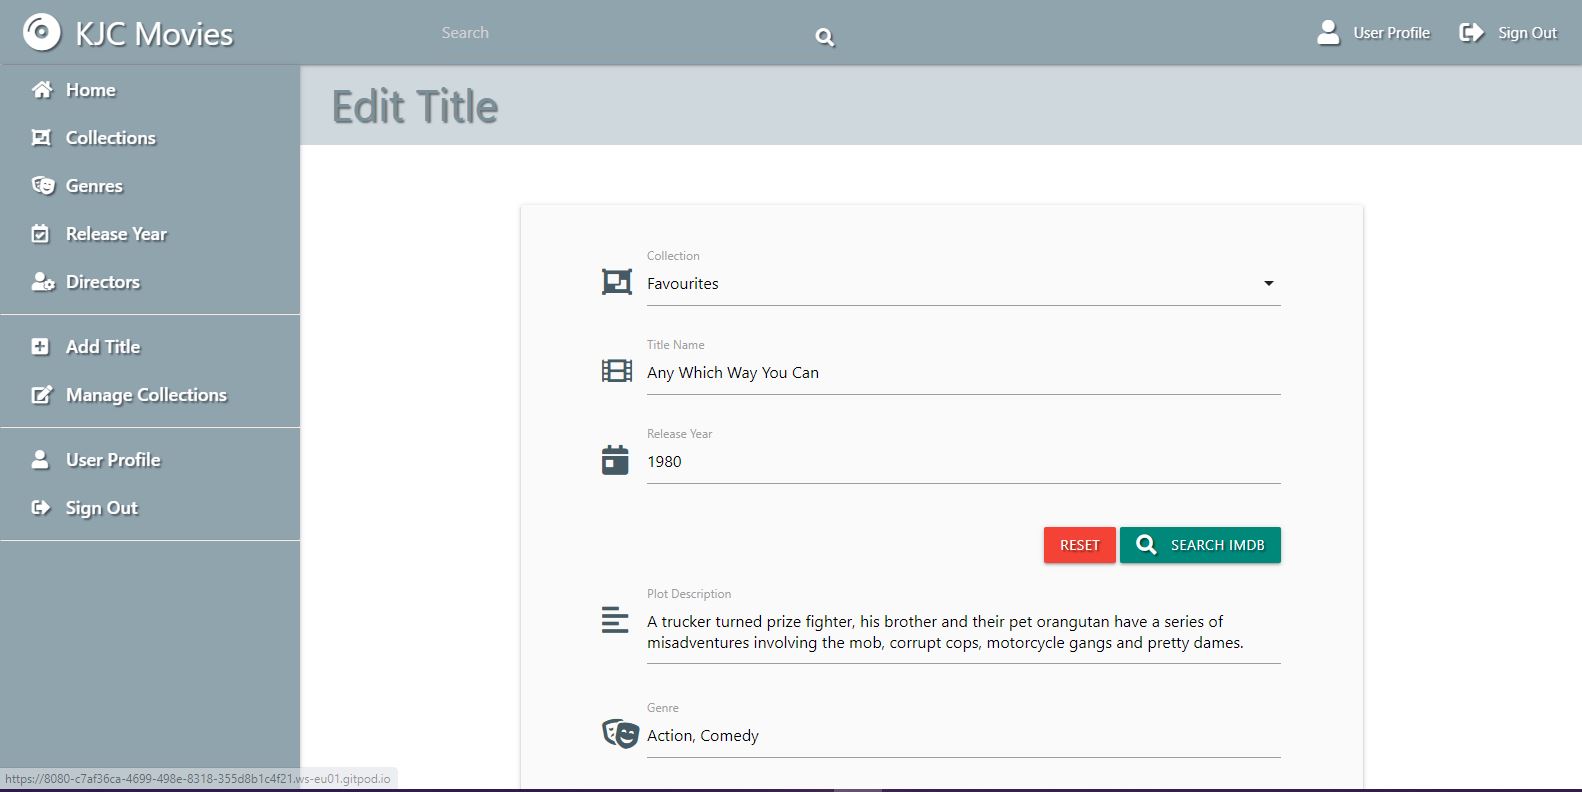 KJC Movies
Search
User Profile
Sign Out
Home
Collections
Genres
Release Year
Directors
Add Title
Manage Collections
User Profile
Sign Out
Edit Title
Collection
Favourites
Title Name
Any Which Way You Can
Release Year
1980
RESET
SEARCH IMDB
Plot Description
A trucker turned prize fighter, his brother and their pet orangutan have a series of
misadventures involving the mob, corrupt cops, motorcycle gangs and pretty dames.
Genre
Action, Comedy
https://8080-c7af36ca-4699-498e-8318-355d8b1c4f21.ws-eu01.gitpod.io